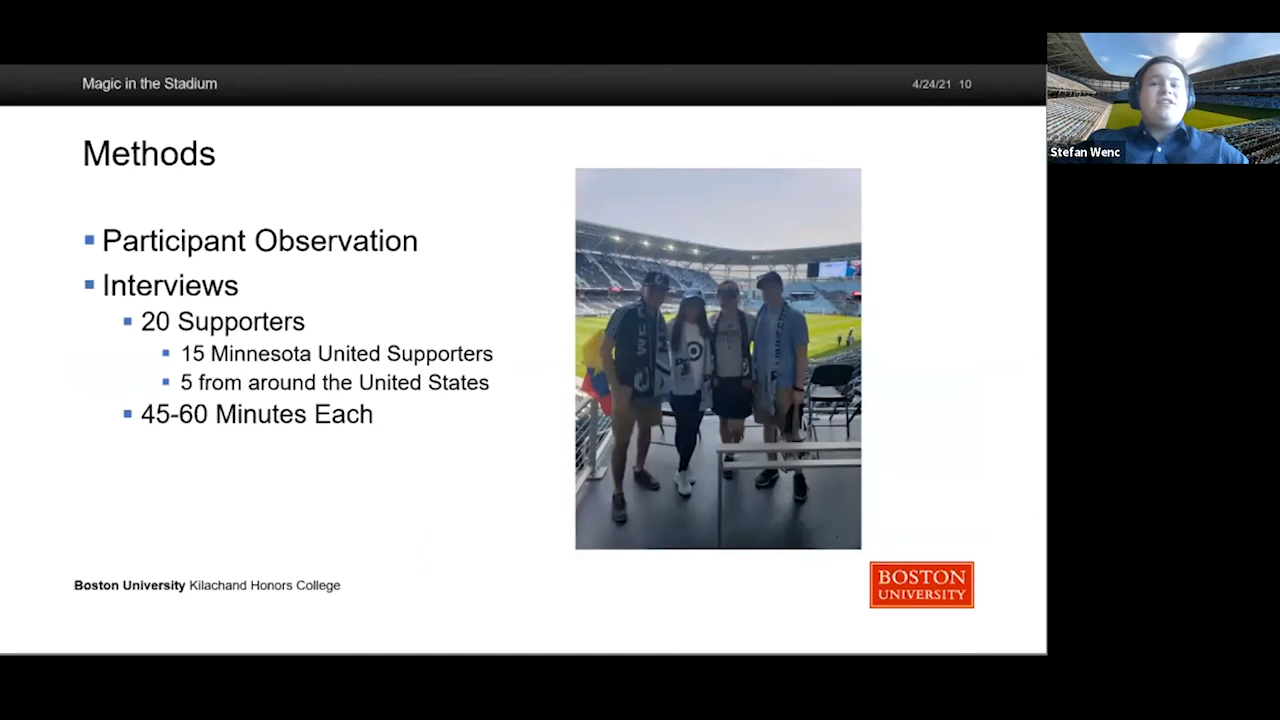 Magic in the Stadium
4/24/21 10
Stefan Wenc
Methods
Participant Observation
Interviews
20 Supporters
15 Minnesota United Supporters
5 from around the United States
45-60 Minutes Each
Boston University Kilachand Honors College
BOSTON
UNIVERSITY